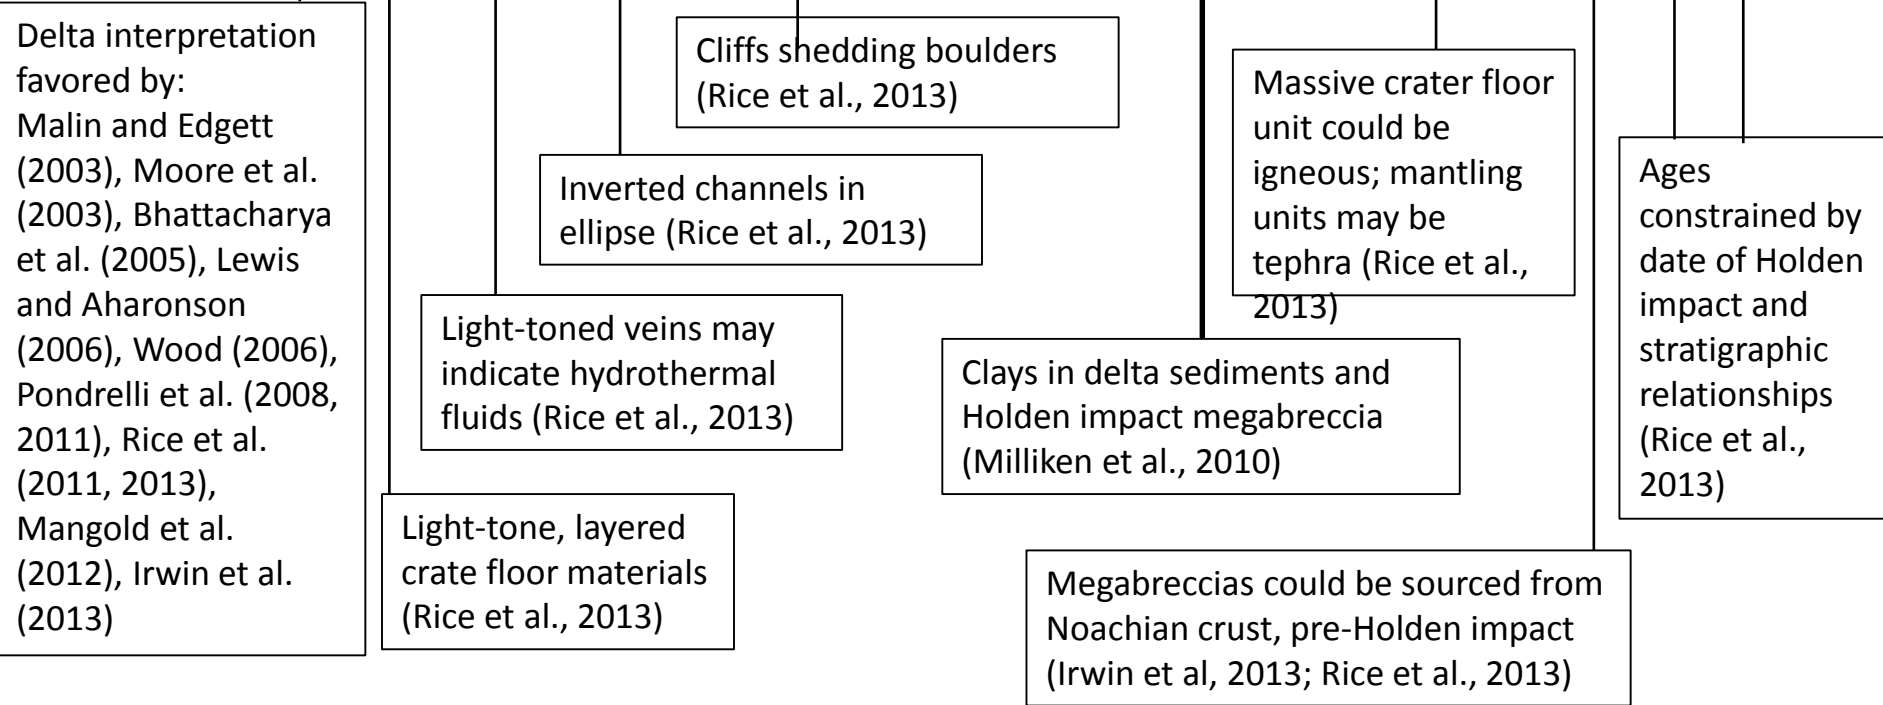 Delta interpretation
favored by:
Malin and Edgett
(2003), Moore et al.
(2003), Bhattacharya
et al. (2005), Lewis
and Aharonson
(2006), Wood (2006),
Pondrelli et al. (2008,
2011), Rice et al.
(2011, 2013),
Mangold et al.
(2012), Irwin et al.
(2013)
Light-tone, layered
crate floor materials
(Rice et al., 2013)
Light-toned veins may
indicate hydrothermal
fluids (Rice et al., 2013)
Inverted channels in
ellipse (Rice et al., 2013)
Cliffs shedding boulders
(Rice et al., 2013)
Clays in delta sediments and
Holden impact megabreccia
(Milliken et al., 2010)
Massive crater floor
unit could be
igneous; mantling
units may be
tephra (Rice et al.,
2013)
Megabreccias could be sourced from
Noachian crust, pre-Holden impact
(Irwin et al, 2013; Rice et al., 2013)
Ages
constrained by
date of Holden
impact and
stratigraphic
relationships
(Rice et al.,
2013)